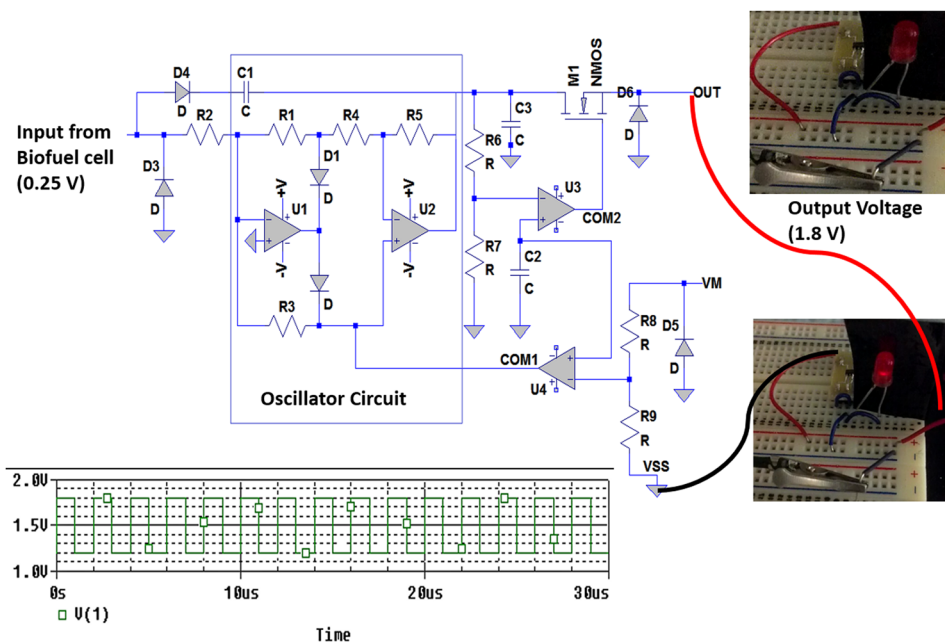 Input from
Biofuel cell
(0.25 V)
D4
D
C1
C
R2
D3
D
R1
R4
R5
D1
D
U1
+V
-V
U2
+V
-V
D
R3
Oscillator Circuit
R6
R
R7
R
C3
C
M1
NMOS
D6
D
OUT
U3
COM2
C2
C
COM1
U4
R8
R
D5
D
VM
R9
R
VSS
Output Voltage
(1.8 V)
2.0V
1.5V
1.0V
0s
10us
20us
30us
V(1)
Time